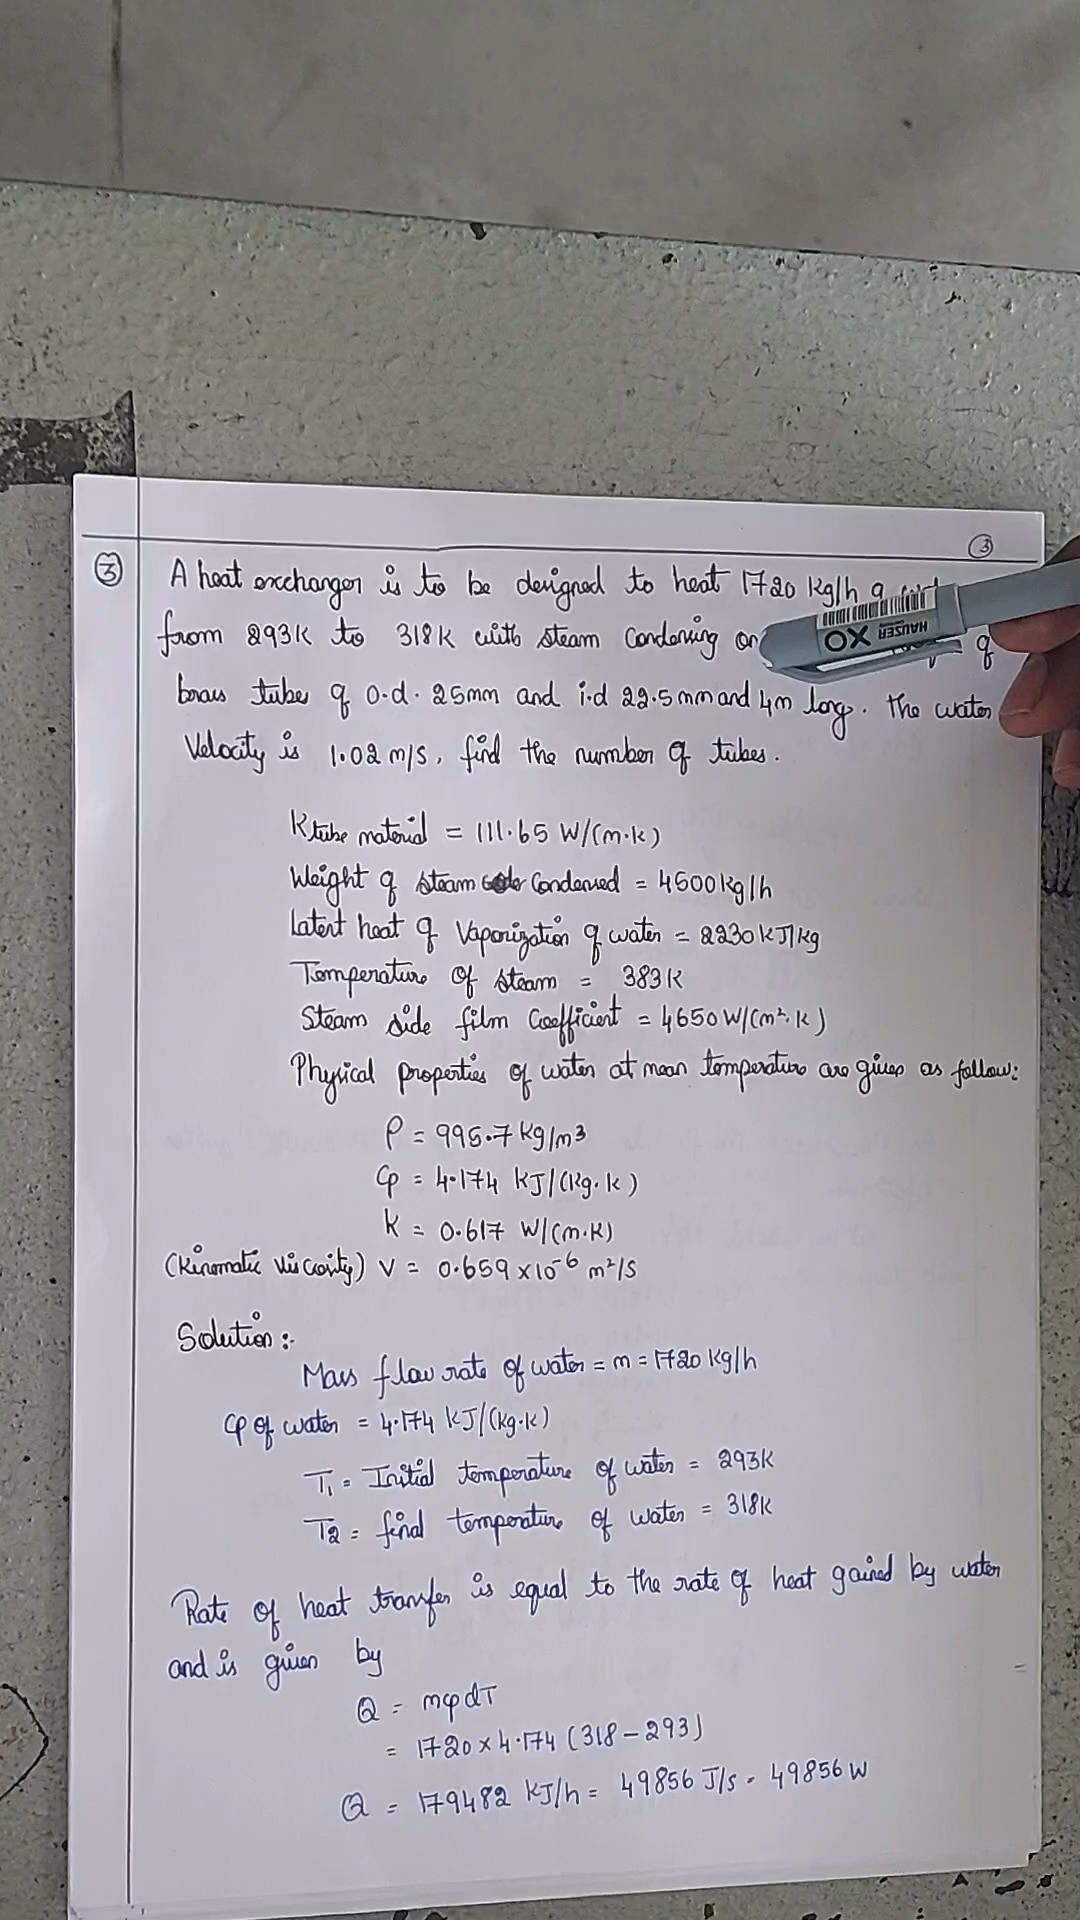 3
3 A heat exchanger is to be designed to heat 1720 kg/h of
from 293K to 318K with steam Condensing on of
brass tubes of o.d. 25mm and i.d 22.5mm and 4m long. The water
Velocity is 1.02 m/s, find the number of tubes.
K tube material = 111.65 W/(m.k)
Weight of steam Condensed = 4500kg/h
Latent heat of Vaporization of water = 2230 kJ/kg
Temperature of steam = 383K
Steam side film Coefficient = 4650 W/(m². K)
Physical properties of water at mean temperature are given as follow:
ρ = 995.7 kg/m3
Cp = 4.174 KJ/(Kg.k)
k = 0.617 W/(m.K)
(Kinematic Viscosity) V = 0.659 x 10-6 m²/S
Solution:-
Mass flow rate of water = m = 1720 kg/h
Cp of water = 4.174 KJ/(kg.k)
T1 = Initial temperature of water = 293K
T2 = final temperature of water = 318K
Rate of heat transfer is equal to the rate of heat gained by water
and is given by
Q = mcpdT
= 1720 x 4.174 (318-293)
Q = 179482 KJ/h = 49856 J/s = 49856 W
HAUSER
XO